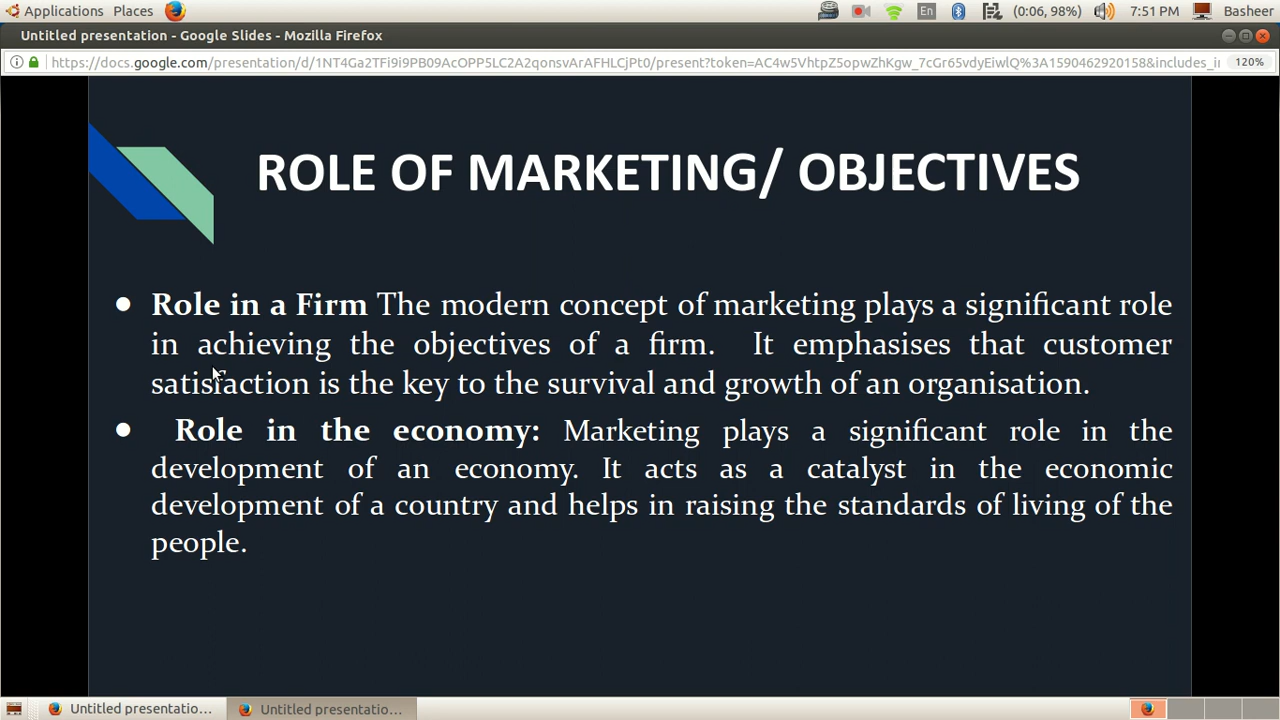 Applications Places En (0:06, 98%) 7:51 PM Basheer
Untitled presentation - Google Slides - Mozilla Firefox
https://docs.google.com/presentation/d/1NT4Ga2TFi9i9PB09AcOPP5LC2A2qonsvArAFHLCjPt0/present?token=AC4w5VhtpZ5opwZhKgw_7cGr65vdyEiwlQ%3A1590462920158&includes_i 120%
ROLE OF MARKETING/ OBJECTIVES
● Role in a Firm The modern concept of marketing plays a significant role
in achieving the objectives of a firm. It emphasises that customer
satisfaction is the key to the survival and growth of an organisation.
● Role in the economy: Marketing plays a significant role in the
development of an economy. It acts as a catalyst in the economic
development of a country and helps in raising the standards of living of the
people.
Untitled presentatio... Untitled presentatio...